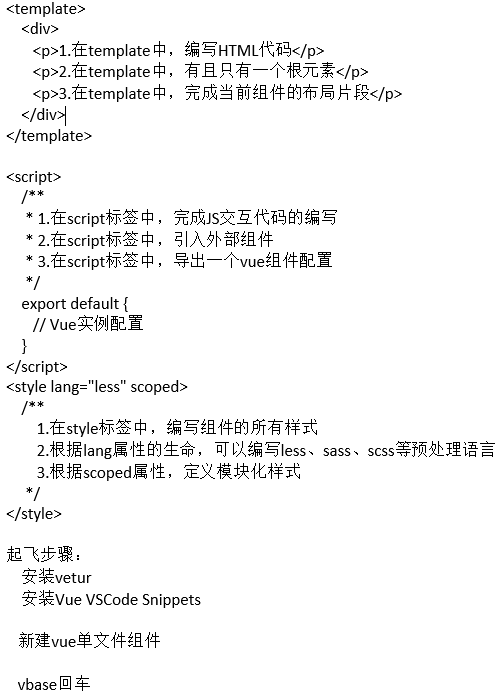 <template>
<div>
<p>1.在template中，编写HTML代码</p>
<p>2.在template中，有且只有一个根元素</p>
<p>3.在template中，完成当前组件的布局片段</p>
</div>
</template>
<script>
/**
* 1.在script标签中，完成JS交互代码的编写
* 2.在script标签中，引入外部组件
* 3.在script标签中，导出一个vue组件配置
*/
export default {
// Vue实例配置
}
</script>
<style lang="less" scoped>
/**
1.在style标签中，编写组件的所有样式
2.根据lang属性的生命，可以编写less、sass、scss等预处理语言
3.根据scoped属性，定义模块化样式
*/
</style>
起飞步骤：
安装vetur
安装Vue VSCode Snippets
新建vue单文件组件
vbase回车